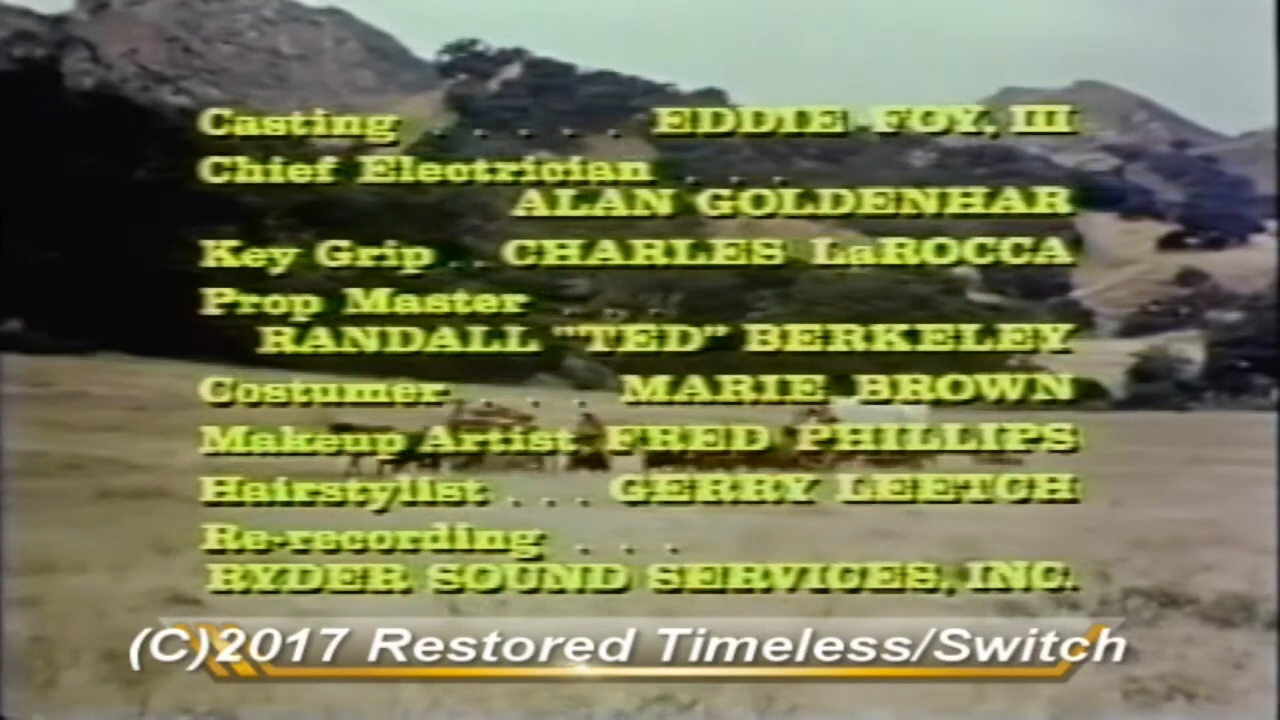 Casting . . . . . EDDIE FOY, III
Chief Electrician . . .
ALAN GOLDENHAR
Key Grip . . CHARLES LaROCCA
Prop Master . . . .
RANDALL "TED" BERKELEY
Costumer . . . . MARIE BROWN
Makeup Artist. FRED PHILLIPS
Hairstylist . . . GERRY LEETCH
Re-recording . . .
RYDER SOUND SERVICES, INC.
(C)2017 Restored Timeless/Switch